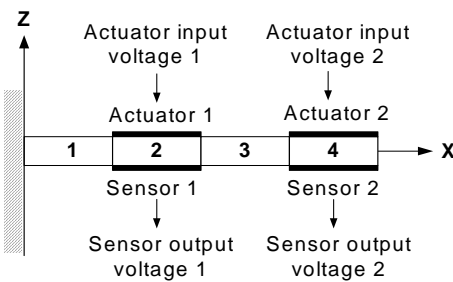 Z
Actuator input voltage 1
Actuator input voltage 2
Actuator 1
Actuator 2
1
2
3
4
X
Sensor 1
Sensor 2
Sensor output voltage 1
Sensor output voltage 2